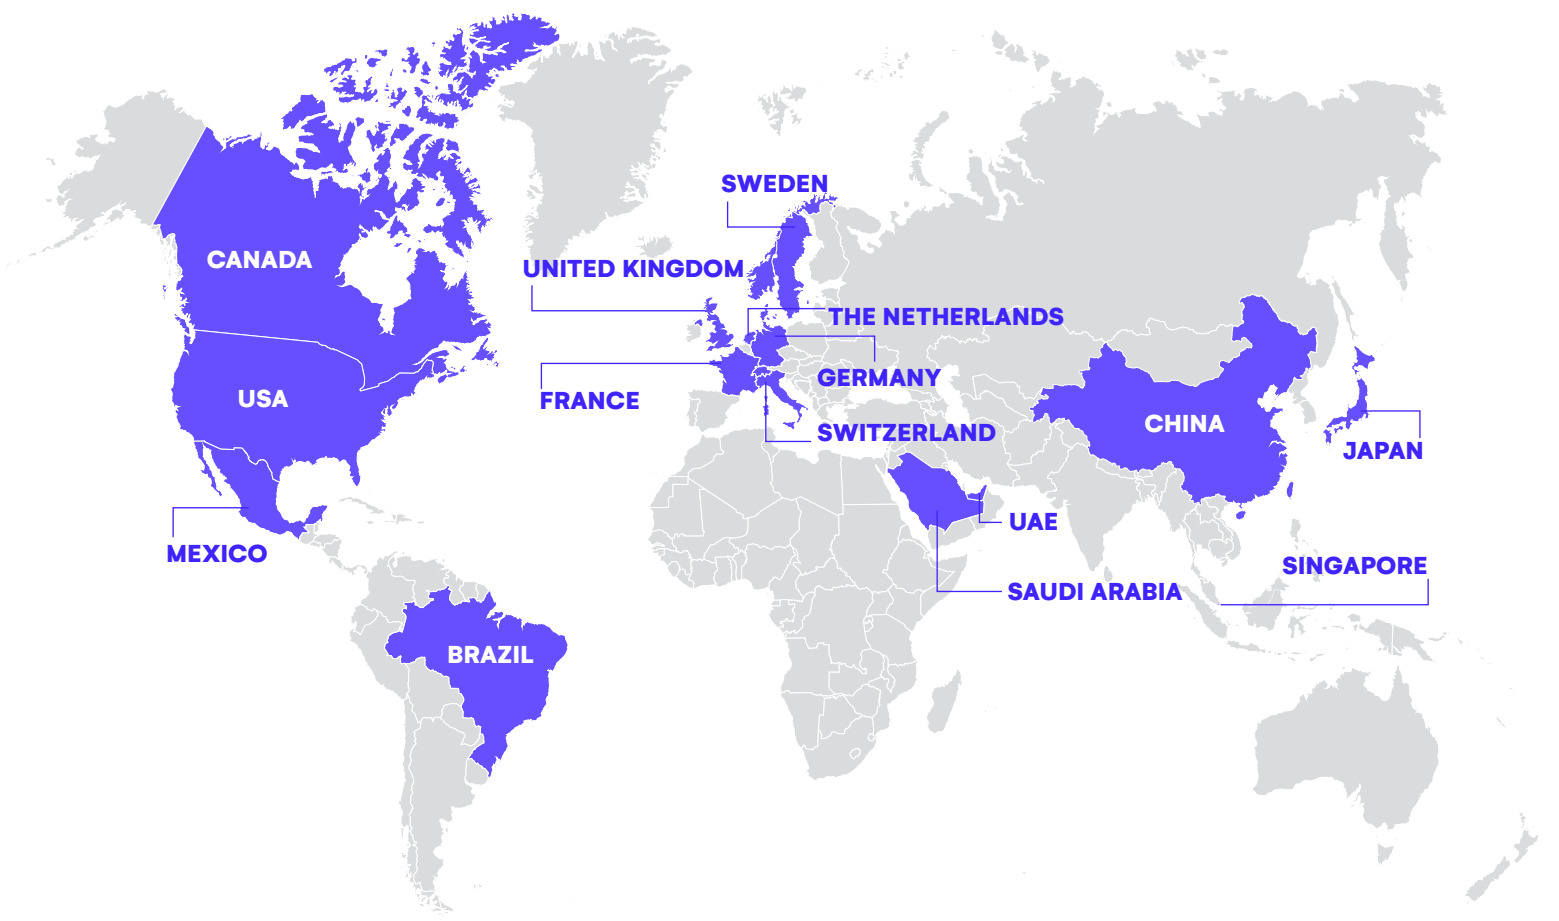 SWEDEN
CANADA
UNITED KINGDOM
THE NETHERLANDS
GERMANY
USA
FRANCE
CHINA
SWITZERLAND
JAPAN
UAE
MEXICO
SINGAPORE
SAUDI ARABIA
BRAZIL